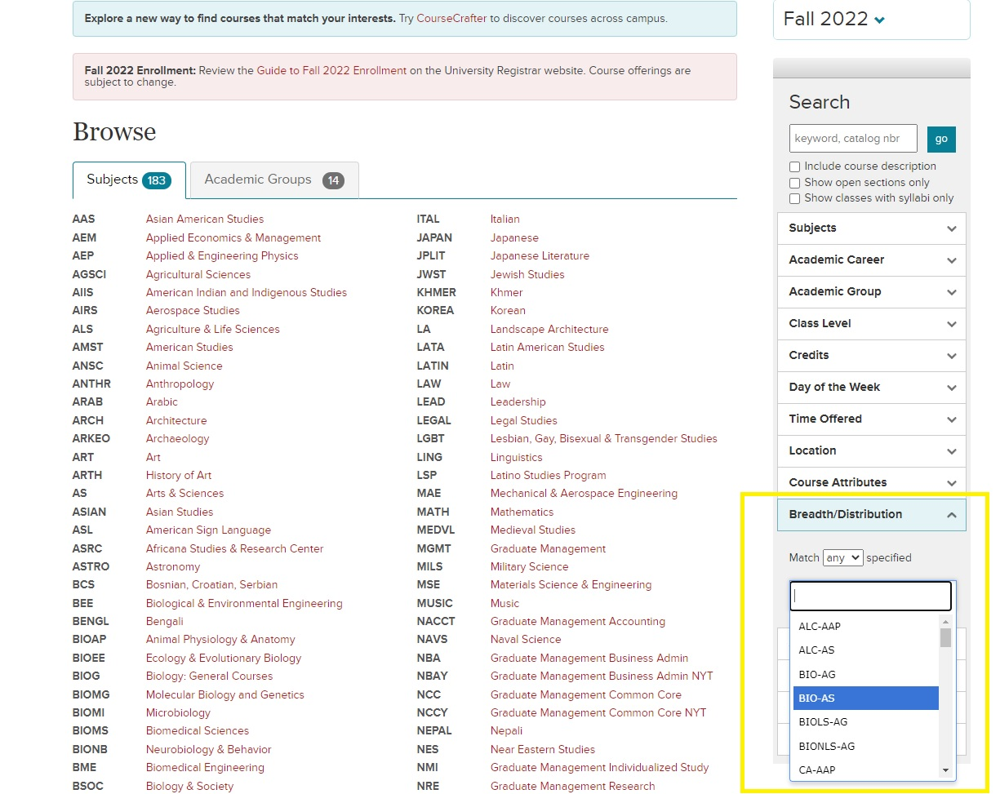 Explore a new way to find courses that match your interests. Try CourseCrafter to discover courses across campus.
Fall 2022 Enrollment: Review the Guide to Fall 2022 Enrollment on the University Registrar website. Course offerings are
subject to change.
Browse
Subjects 183
Academic Groups 14
AAS Asian American Studies
AEM Applied Economics & Management
AEP Applied & Engineering Physics
AGSCI Agricultural Sciences
AIIS American Indian and Indigenous Studies
AIRS Aerospace Studies
ALS Agriculture & Life Sciences
AMST American Studies
ANSC Animal Science
ANTHR Anthropology
ARAB Arabic
ARCH Architecture
ARKEO Archaeology
ART Art
ARTH History of Art
AS Arts & Sciences
ASIAN Asian Studies
ASL American Sign Language
ASRC Africana Studies & Research Center
ASTRO Astronomy
BCS Bosnian, Croatian, Serbian
BEE Biological & Environmental Engineering
BENGL Bengali
BIOAP Animal Physiology & Anatomy
BIOEE Ecology & Evolutionary Biology
BIOG Biology: General Courses
BIOMG Molecular Biology and Genetics
BIOMI Microbiology
BIOMS Biomedical Sciences
BIONB Neurobiology & Behavior
BME Biomedical Engineering
BSOC Biology & Society
ITAL Italian
JAPAN Japanese
JPLIT Japanese Literature
JWST Jewish Studies
KHMER Khmer
KOREA Korean
LA Landscape Architecture
LATA Latin American Studies
LATIN Latin
LAW Law
LEAD Leadership
LEGAL Legal Studies
LGBT Lesbian, Gay, Bisexual & Transgender Studies
LING Linguistics
LSP Latino Studies Program
MAE Mechanical & Aerospace Engineering
MATH Mathematics
MEDVL Medieval Studies
MGMT Graduate Management
MILS Military Science
MSE Materials Science & Engineering
MUSIC Music
NACCT Graduate Management Accounting
NAVS Naval Science
NBA Graduate Management Business Admin
NBAY Graduate Management Business Admin NYT
NCC Graduate Management Common Core
NCCY Graduate Management Common Core NYT
NEPAL Nepali
NES Near Eastern Studies
NMI Graduate Management Individualized Study
NRE Graduate Management Research
Fall 2022
Search
keyword, catalog nbr go
Include course description
Show open sections only
Show classes with syllabi only
Subjects
Academic Career
Academic Group
Class Level
Credits
Day of the Week
Time Offered
Location
Course Attributes
Breadth/Distribution
Match any specified
ALC-AAP
ALC-AS
BIO-AG
BIO-AS
BIOLS-AG
BIONLS-AG
CA-AAP